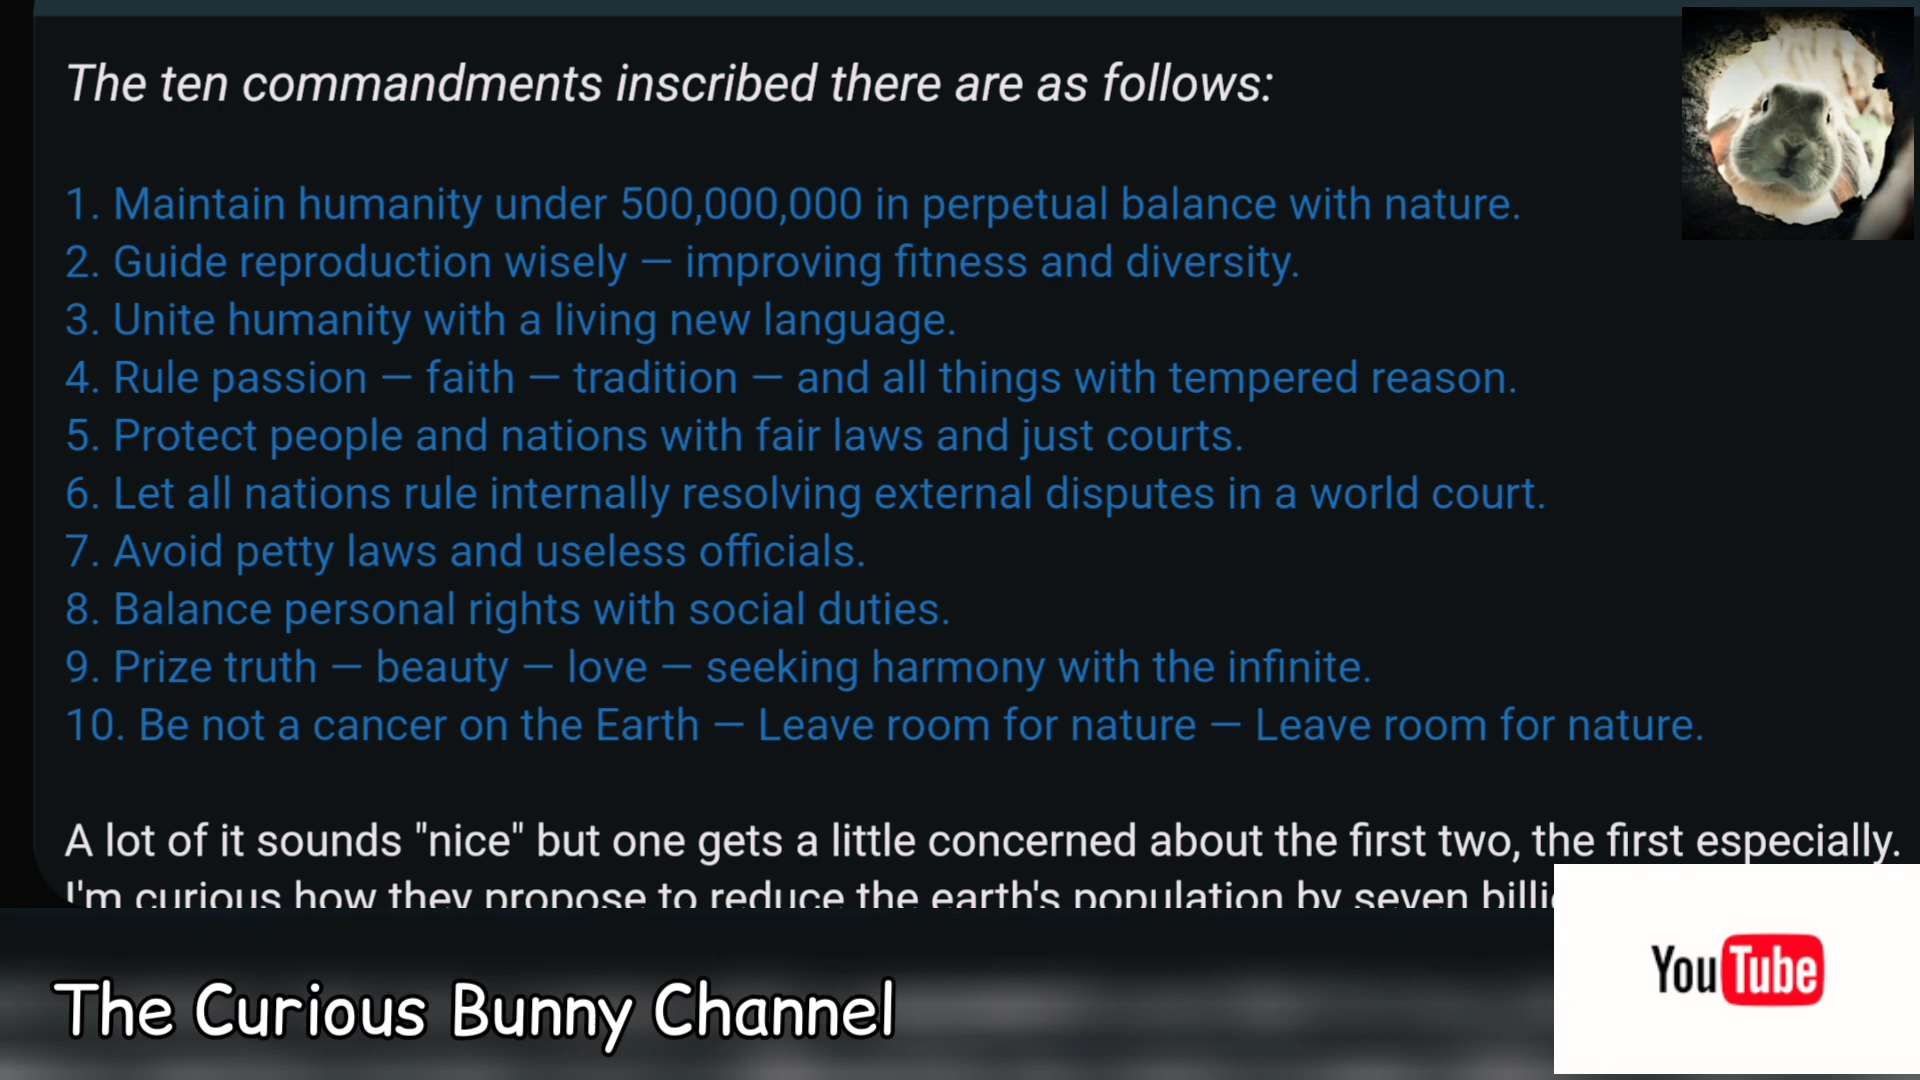 The ten commandments inscribed there are as follows:
1. Maintain humanity under 500,000,000 in perpetual balance with nature.
2. Guide reproduction wisely — improving fitness and diversity.
3. Unite humanity with a living new language.
4. Rule passion — faith — tradition — and all things with tempered reason.
5. Protect people and nations with fair laws and just courts.
6. Let all nations rule internally resolving external disputes in a world court.
7. Avoid petty laws and useless officials.
8. Balance personal rights with social duties.
9. Prize truth — beauty — love — seeking harmony with the infinite.
10. Be not a cancer on the Earth — Leave room for nature — Leave room for nature.
A lot of it sounds "nice" but one gets a little concerned about the first two, the first especially.
I'm curious how they propose to reduce the earth's population by seven
The Curious Bunny Channel
YouTube